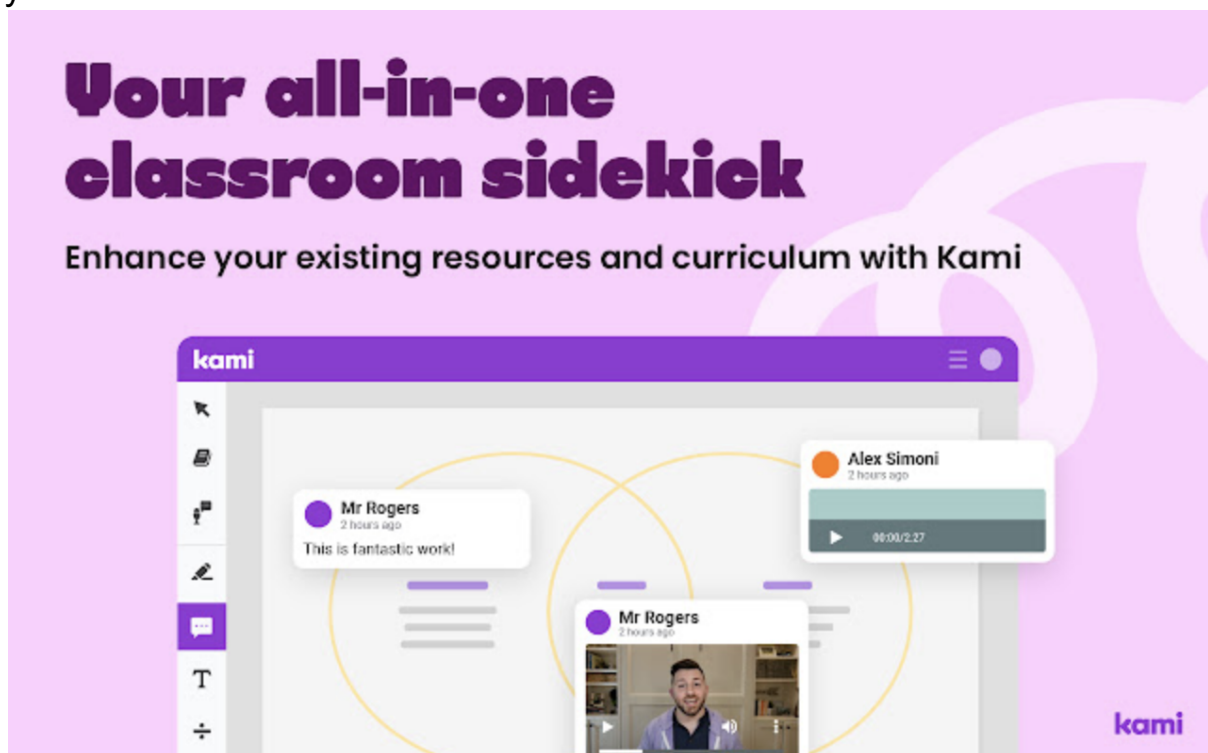 y
Your all-in-one
classroom sidekick
Enhance your existing resources and curriculum with Kami
kami
Alex Simoni
2 hours ago
00:00/2:27
Mr Rogers
2 hours ago
This is fantastic work!
Mr Rogers
2 hours ago
T
kami